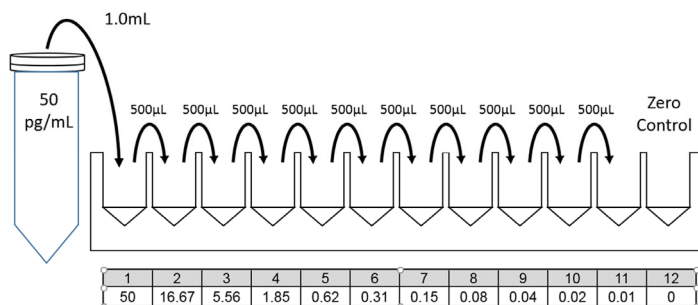 1.0mL
50
pg/mL
500µL 500µL 500µL 500µL 500µL 500µL 500µL 500µL 500µL 500µL
Zero
Control
1 2 3 4 5 6 7 8 9 10 11 12
50 16.67 5.56 1.85 0.62 0.31 0.15 0.08 0.04 0.02 0.01 0